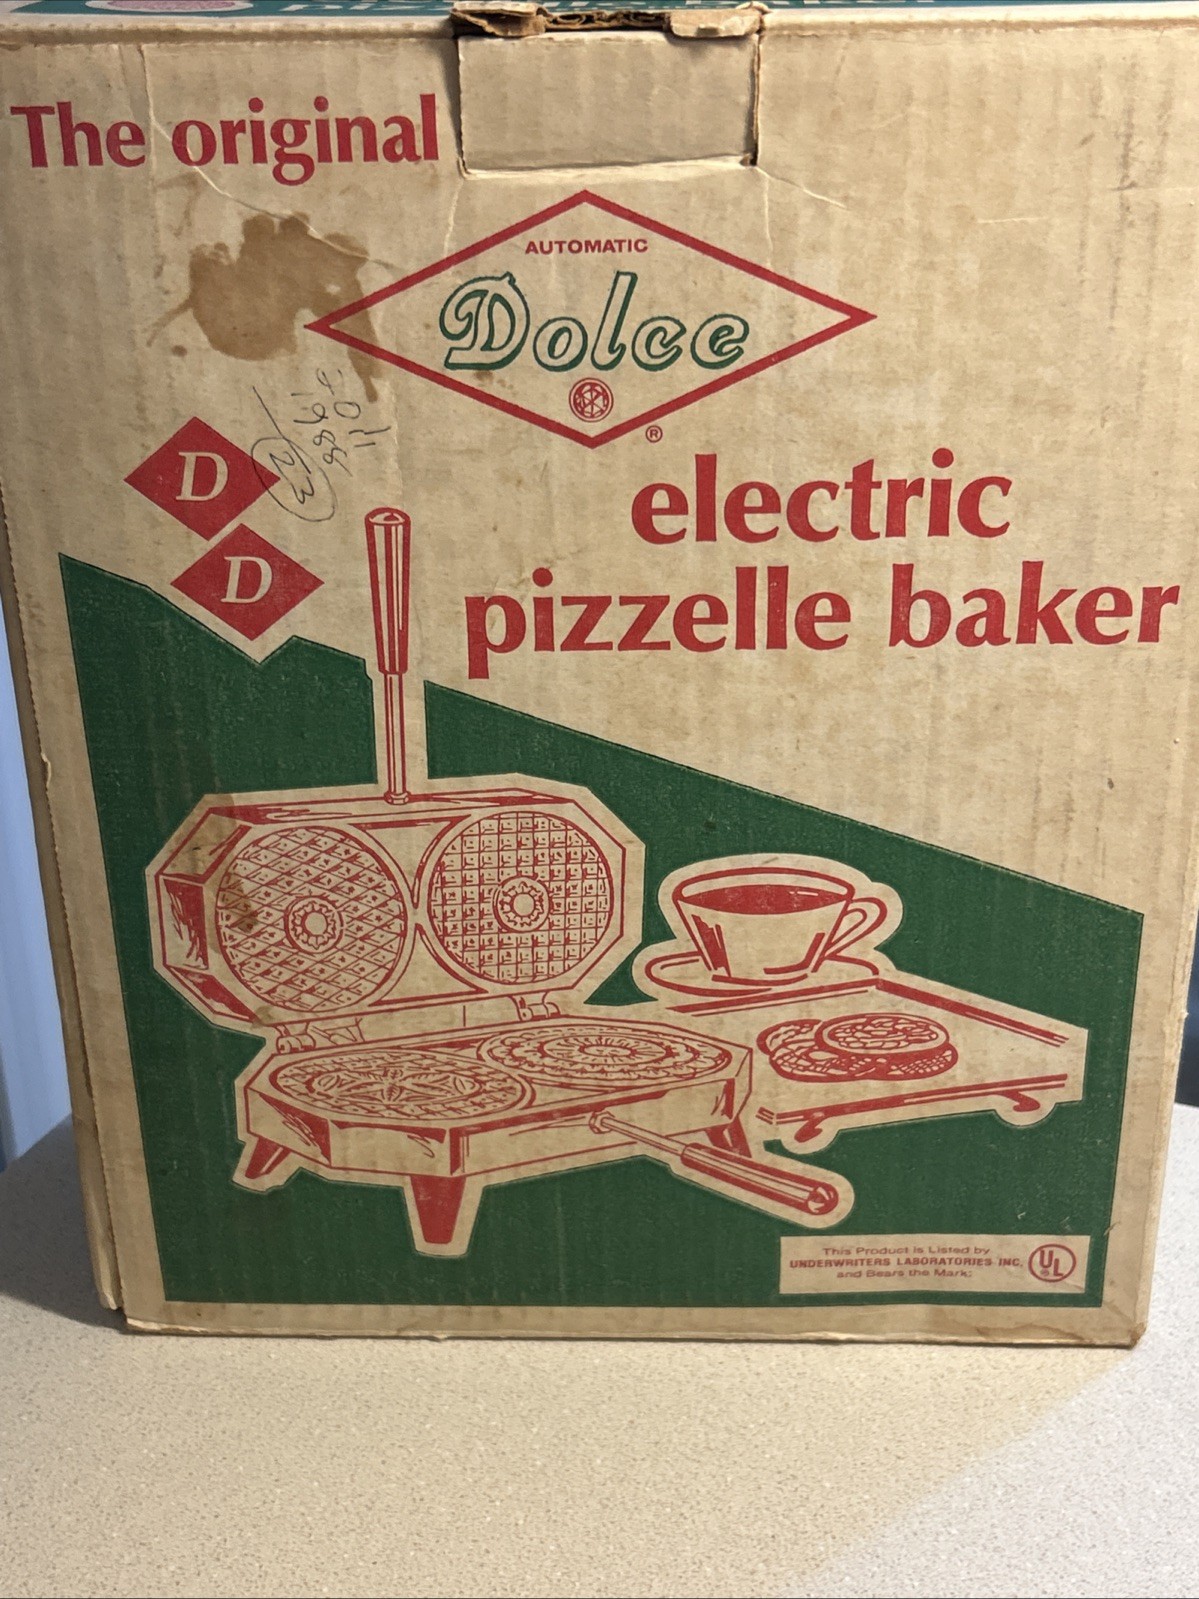 The original
AUTOMATIC
Dolce
®
D
D
electric
pizzelle baker
This Product is Listed by
UNDERWRITERS LABORATORIES INC.
and Bears the Mark:
UL
®